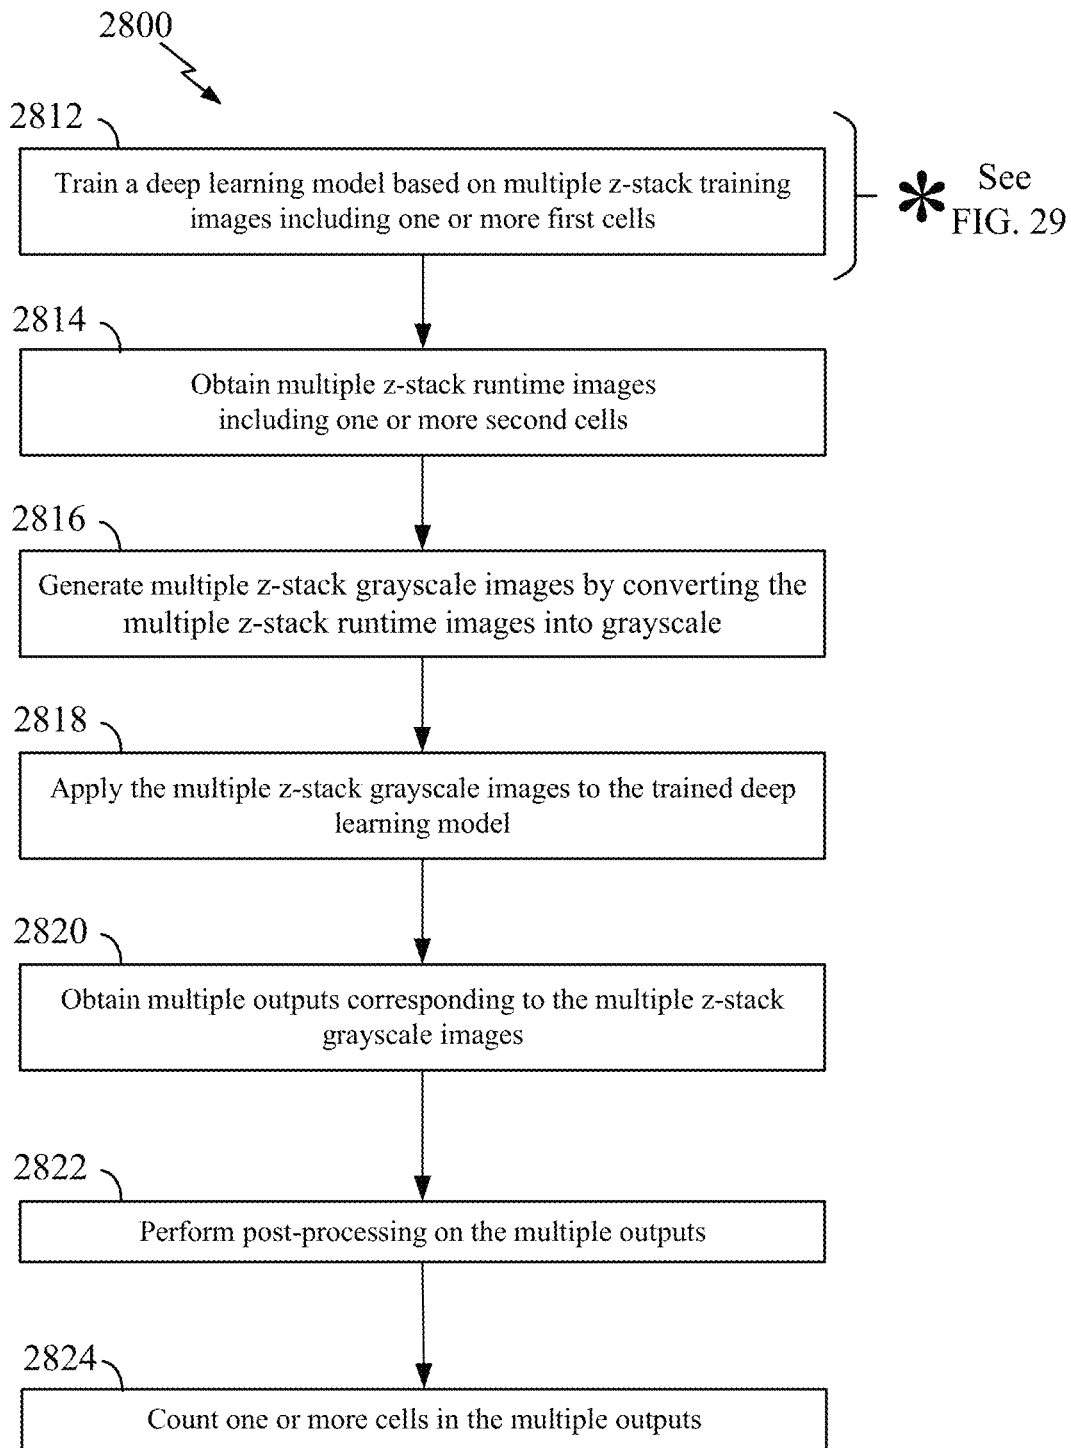 2800
2812
Train a deep learning model based on multiple z-stack training
images including one or more first cells
* See
FIG. 29
2814
Obtain multiple z-stack runtime images
including one or more second cells
2816
Generate multiple z-stack grayscale images by converting the
multiple z-stack runtime images into grayscale
2818
Apply the multiple z-stack grayscale images to the trained deep
learning model
2820
Obtain multiple outputs corresponding to the multiple z-stack
grayscale images
2822
Perform post-processing on the multiple outputs
2824
Count one or more cells in the multiple outputs